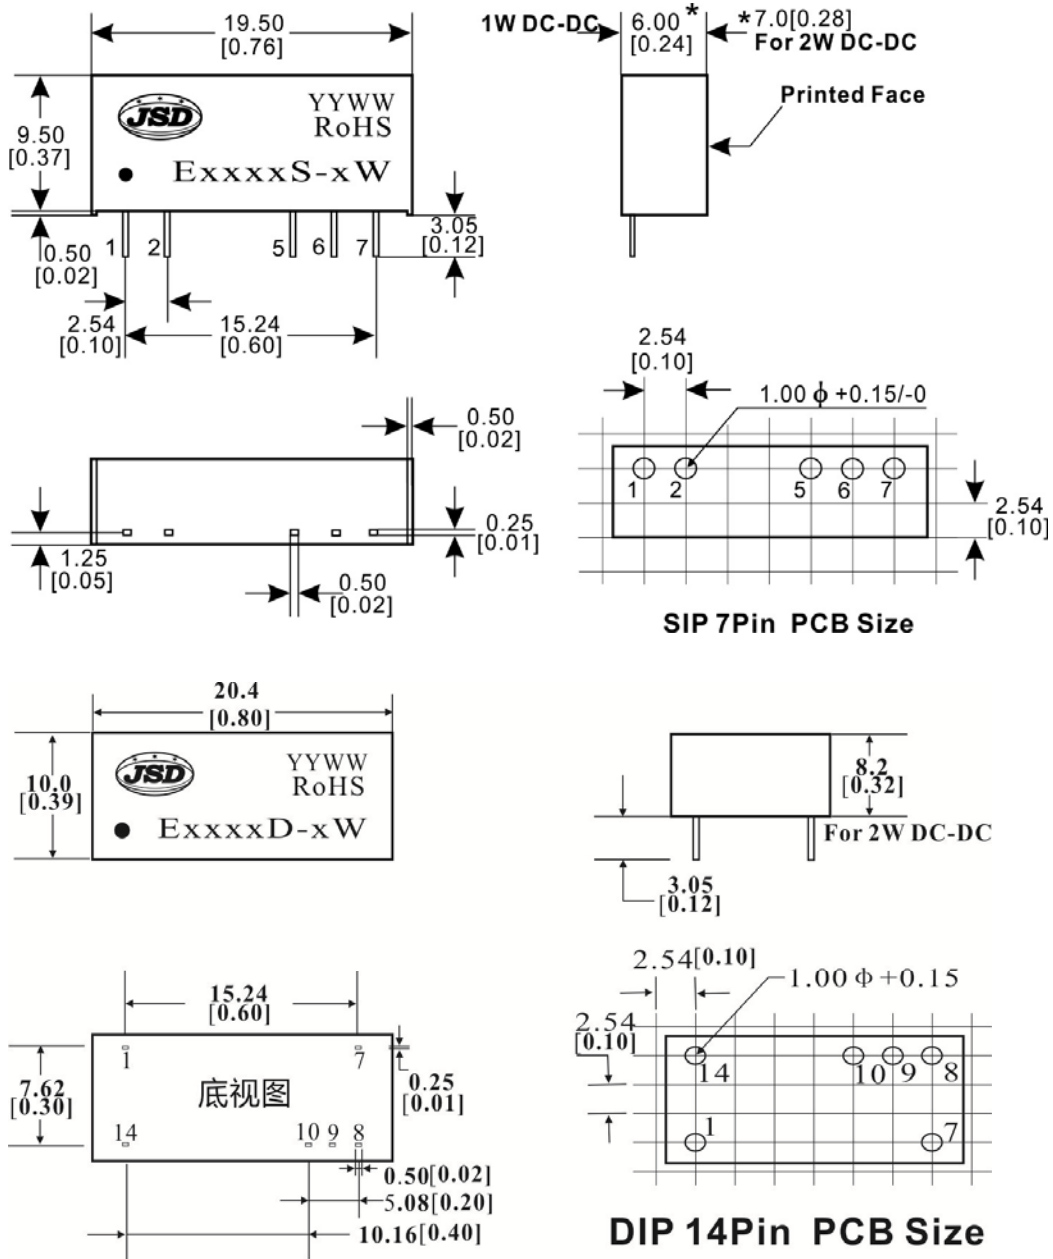 19.50
[0.76]
1W DC-DC
6.00 *
[0.24]
*7.0[0.28]
For 2W DC-DC
JSD
YYWW
RoHS
ExxxxS-xW
9.50
[0.37]
Printed Face
0.50
[0.02]
1 2 5 6 7
3.05
[0.12]
2.54
[0.10]
15.24
[0.60]
2.54
[0.10]
1.00 ϕ +0.15/-0
0.50
[0.02]
1 2 5 6 7
2.54
[0.10]
1.25
[0.05]
0.25
[0.01]
0.50
[0.02]
SIP 7Pin PCB Size
20.4
[0.80]
JSD
YYWW
RoHS
ExxxxD-xW
10.0
[0.39]
8.2
[0.32]
For 2W DC-DC
3.05
[0.12]
15.24
[0.60]
1 7
底视图
14 10 9 8
7.62
[0.30]
0.25
[0.01]
0.50[0.02]
5.08[0.20]
10.16[0.40]
2.54[0.10]
1.00 ϕ +0.15
2.54
[0.10]
14 10 9 8
1 7
DIP 14Pin PCB Size